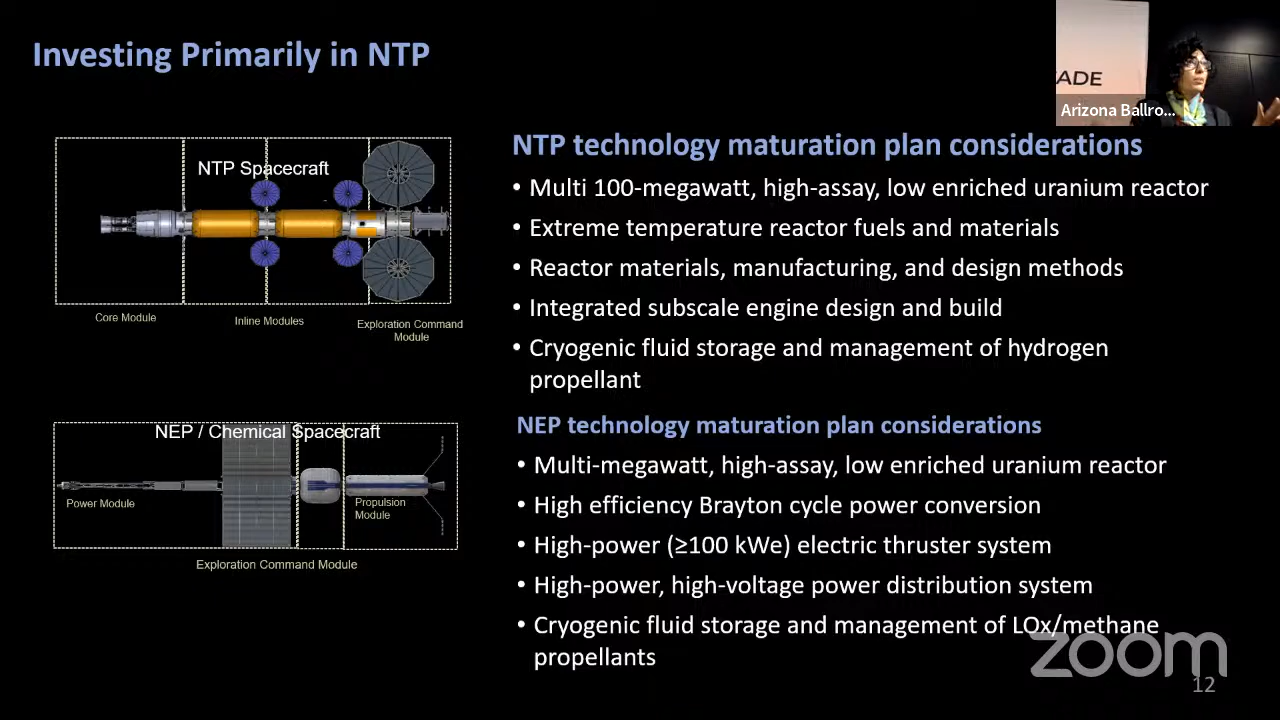 Investing Primarily in NTP
ADE
Arizona Ballro...
NTP Spacecraft
Core Module
Inline Modules
Exploration Command
Module
NTP technology maturation plan considerations
• Multi 100-megawatt, high-assay, low enriched uranium reactor
• Extreme temperature reactor fuels and materials
• Reactor materials, manufacturing, and design methods
• Integrated subscale engine design and build
• Cryogenic fluid storage and management of hydrogen
propellant
NEP / Chemical Spacecraft
Power Module
Propulsion
Module
Exploration Command Module
NEP technology maturation plan considerations
• Multi-megawatt, high-assay, low enriched uranium reactor
• High efficiency Brayton cycle power conversion
• High-power (≥100 kWe) electric thruster system
• High-power, high-voltage power distribution system
• Cryogenic fluid storage and management of LOx/methane
propellants
zoom
12